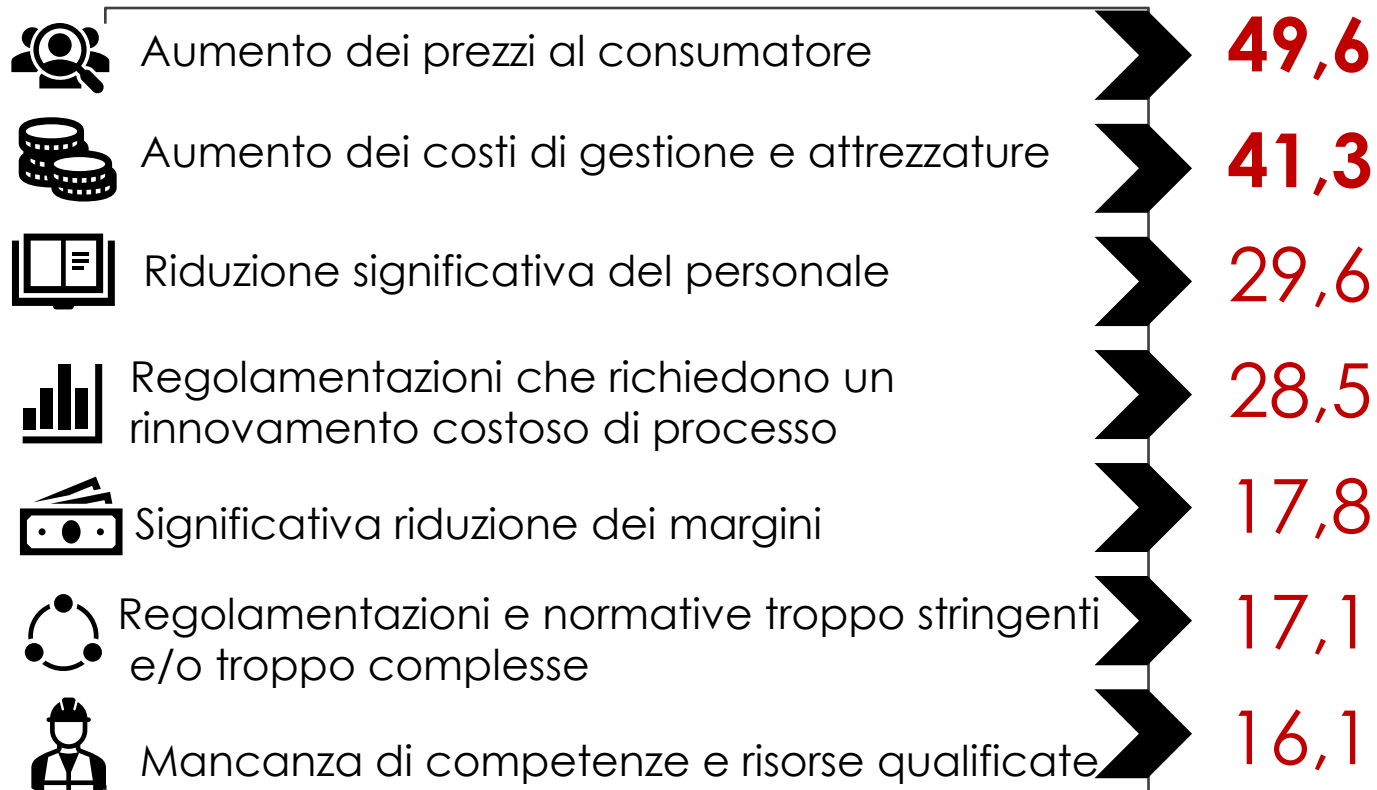 Aumento dei prezzi al consumatore 49,6
Aumento dei costi di gestione e attrezzature 41,3
Riduzione significativa del personale 29,6
Regolamentazioni che richiedono un
rinnovamento costoso di processo 28,5
Significativa riduzione dei margini 17,8
Regolamentazioni e normative troppo stringenti
e/o troppo complesse 17,1
Mancanza di competenze e risorse qualificate 16,1